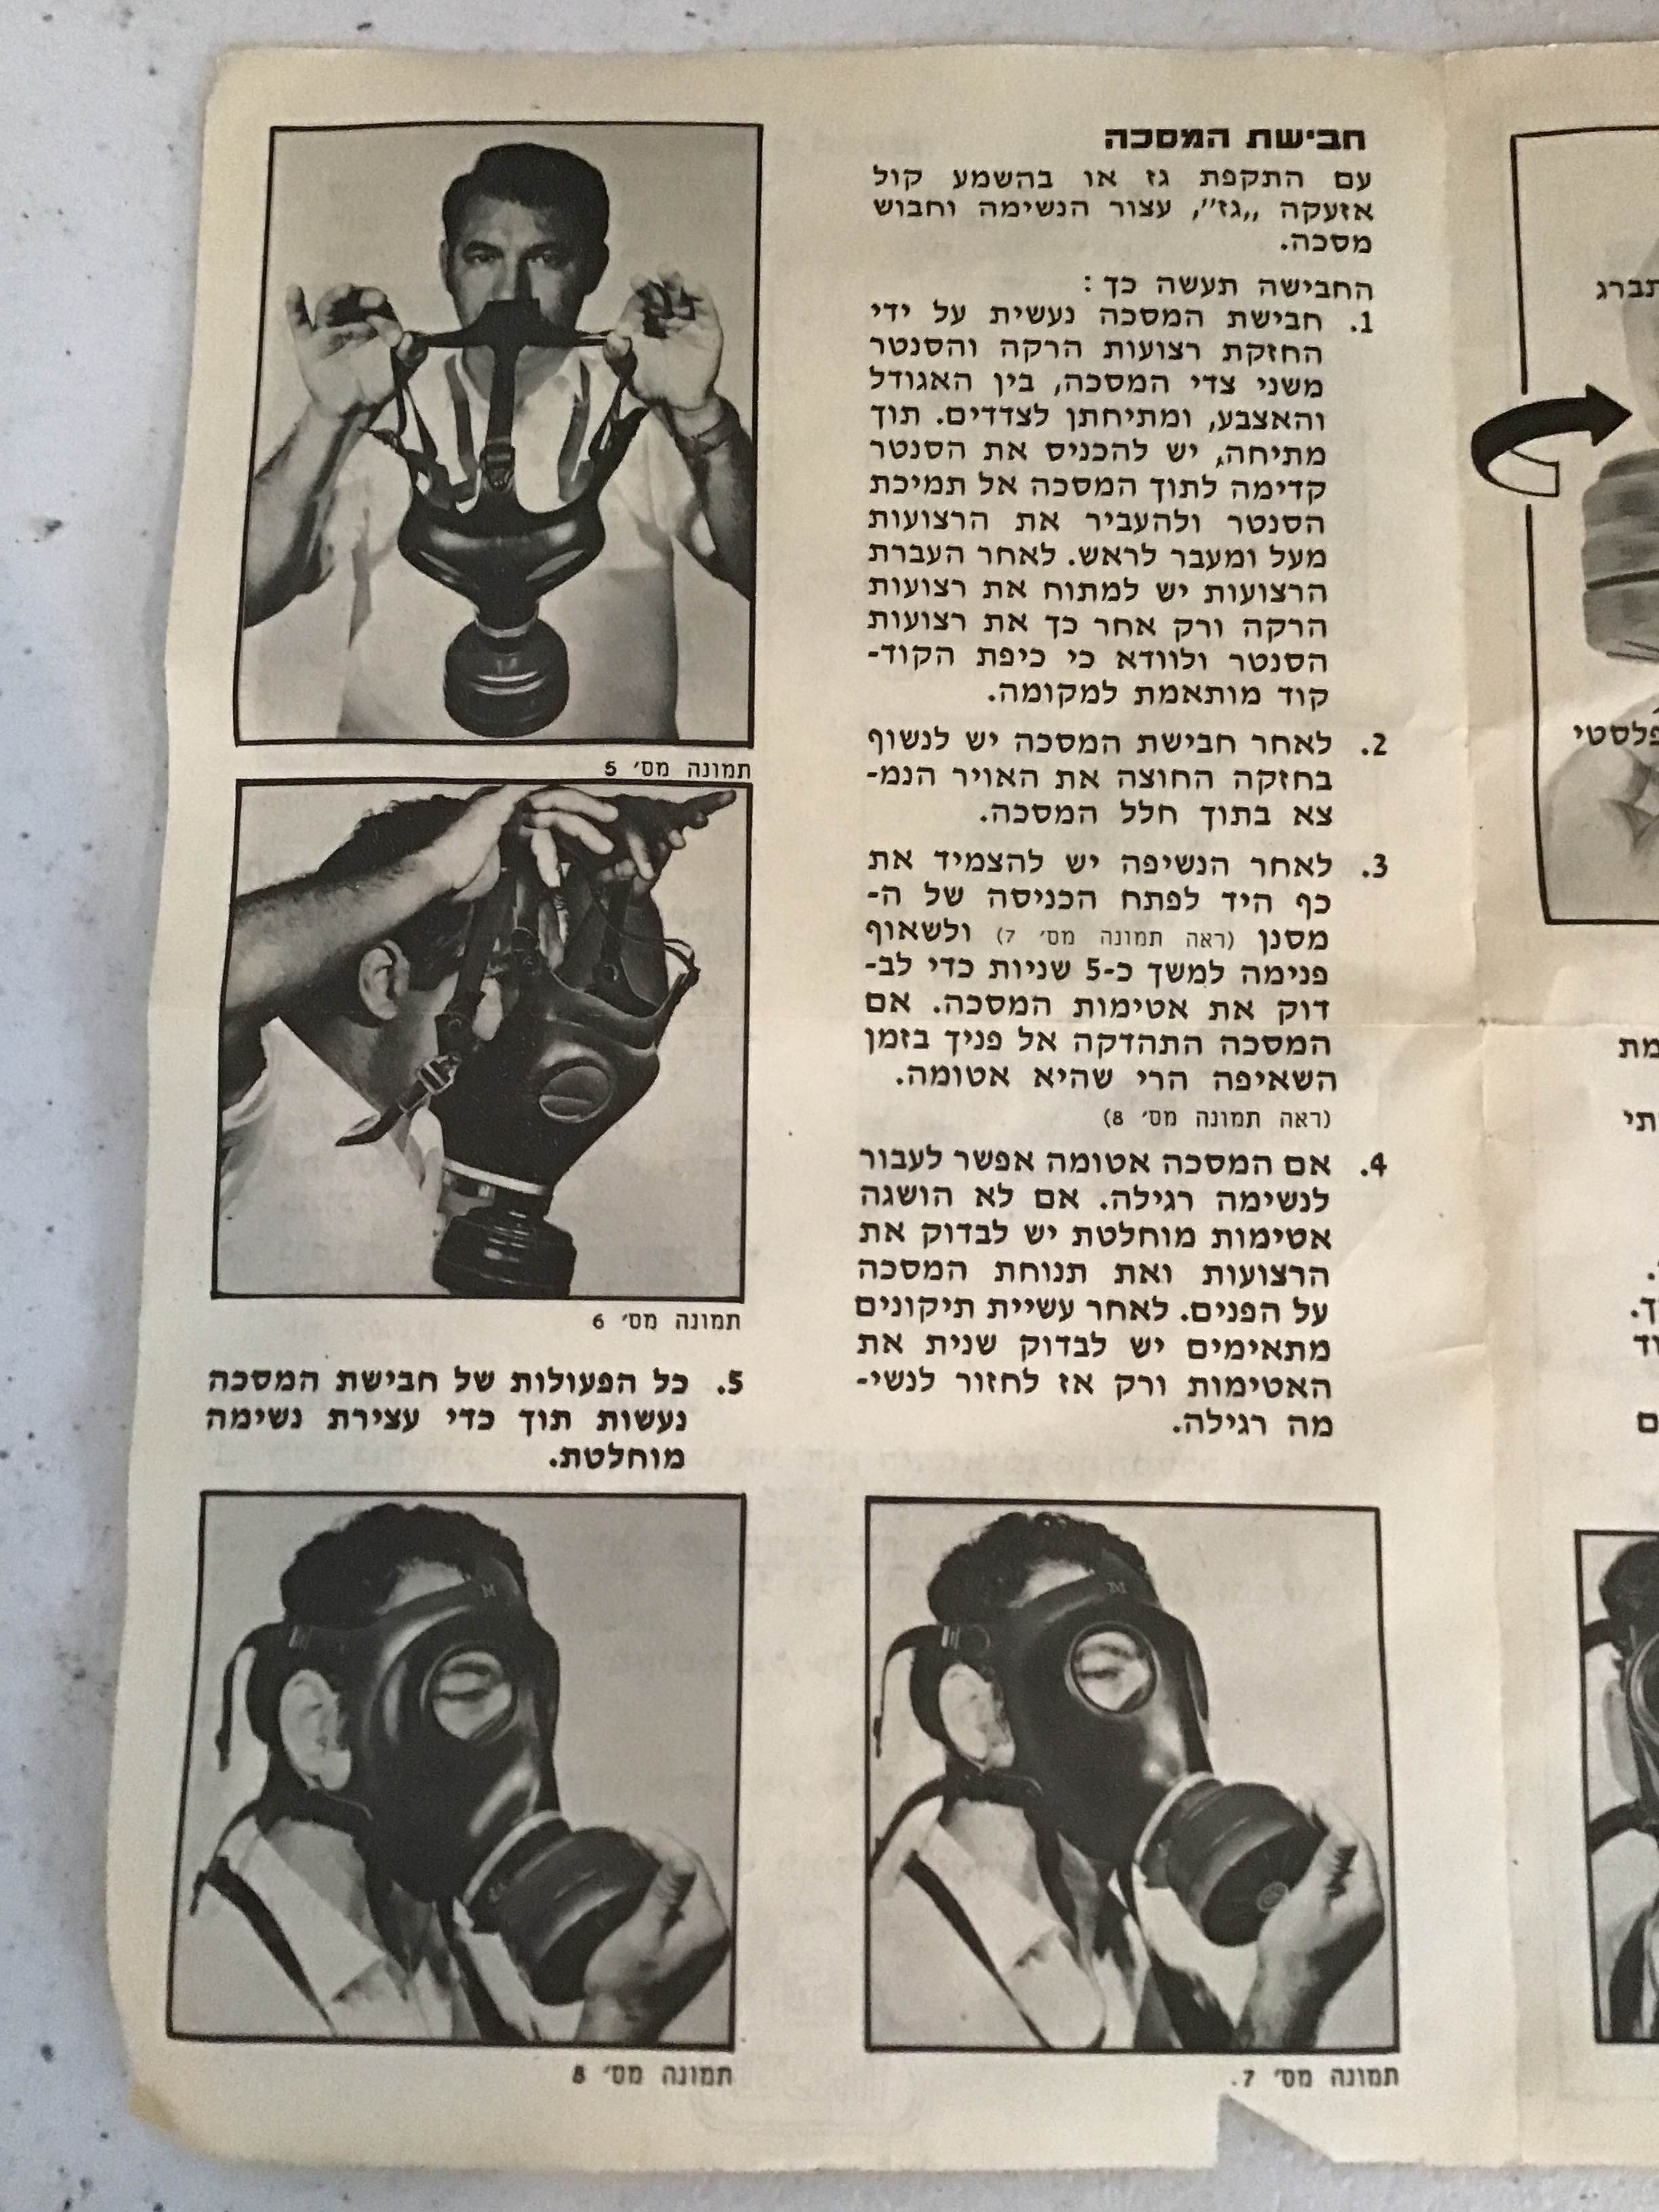 חבישת המסכה
עם התקפת גז או בהשמע קול
אזעקה „גז”, עצור הנשימה וחבוש
מסכה.
החבישה תעשה כך:
1. חבישת המסכה נעשית על ידי
החזקת רצועות הרקה והסנטר
משני צדי המסכה, בין האגודל
והאצבע, ומתיחתן לצדדים. תוך
מתיחה, יש להכניס את הסנטר
קדימה לתוך המסכה אל תמיכת
הסנטר ולהעביר את הרצועות
מעל ומעבר לראש. לאחר העברת
הרצועות יש למתוח את רצועות
הרקה ורק אחר כך את רצועות
הסנטר ולוודא כי כיפת הקוד-
קוד מותאמת למקומה.
2. לאחר חבישת המסכה יש לנשוף
בחזקה החוצה את האויר הנמ-
צא בתוך חלל המסכה.
3. לאחר הנשיפה יש להצמיד את
כף היד לפתח הכניסה של ה-
מסנן (ראה תמונה מס' 7) ולשאוף
פנימה למשך כ-5 שניות כדי לב-
דוק את אטימות המסכה. אם
המסכה התהדקה אל פניך בזמן
השאיפה הרי שהיא אטומה.
(ראה תמונה מס' 8)
4. אם המסכה אטומה אפשר לעבור
לנשימה רגילה. אם לא הושגה
אטימות מוחלטת יש לבדוק את
הרצועות ואת תנוחת המסכה
על הפנים. לאחר עשיית תיקונים
מתאימים יש לבדוק שנית את
האטימות ורק אז לחזור לנשי-
מה רגילה.
תמונה מס' 7.
תמונה מס' 5
תמונה מס' 6
5. כל הפעולות של חבישת המסכה
נעשות תוך כדי עצירת נשימה
מוחלטת.
תמונה מס' 8